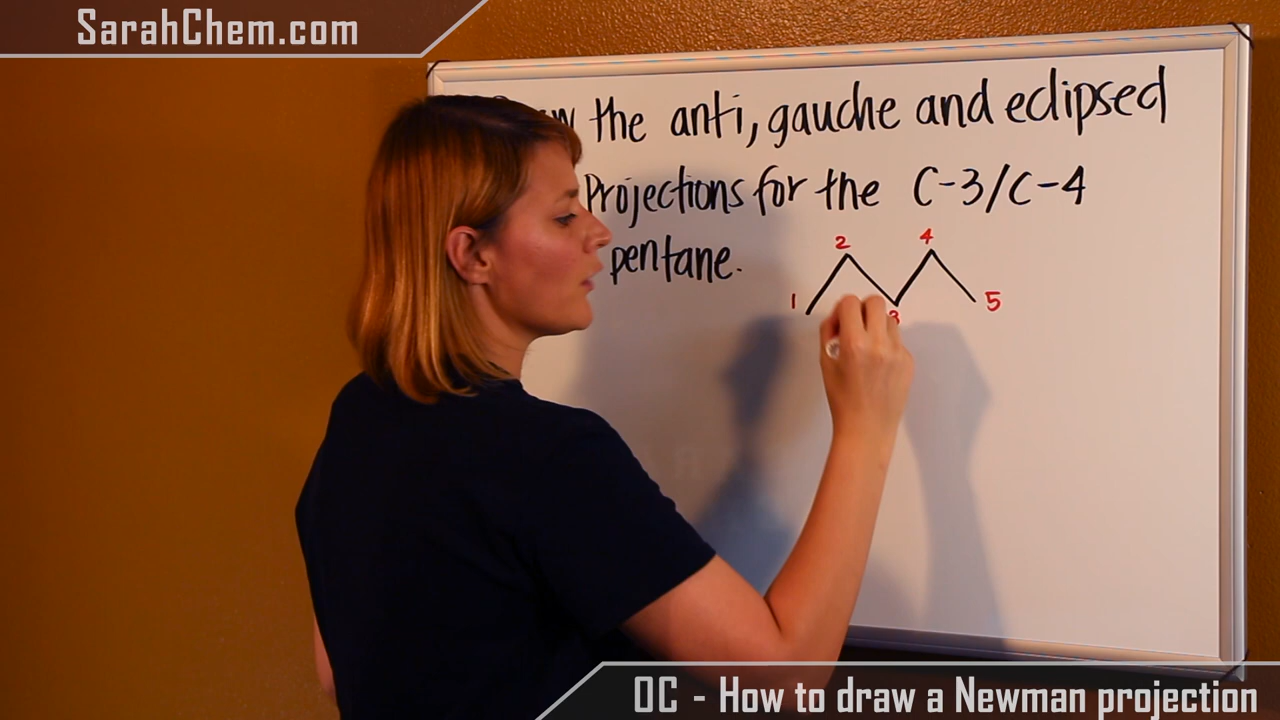 SarahChem.com
the anti, gauche and eclipsed
Projections for the C-3/C-4
pentane.
2 4
1 3 5
OC - How to draw a Newman projection